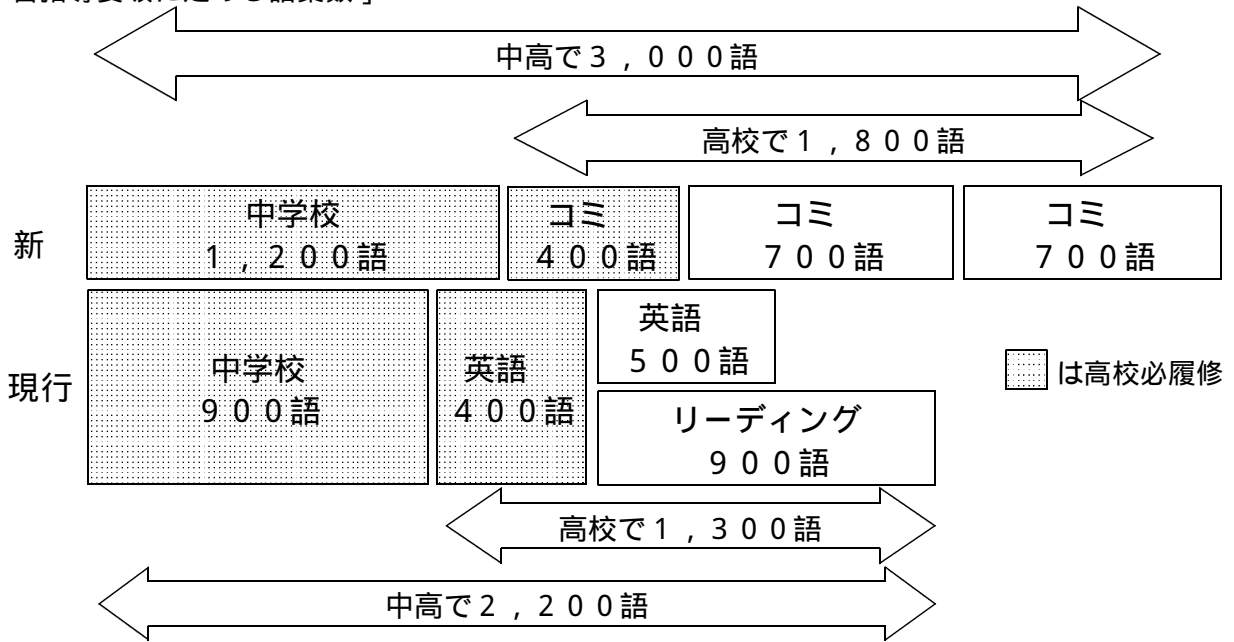 中高で３，０００語
高校で１，８００語
新
中学校
１，２００語
コミ
４００語
コミ
７００語
コミ
７００語
現行
中学校
９００語
英語
４００語
英語
５００語
リーディング
９００語
は高校必履修
高校で１，３００語
中高で２，２００語